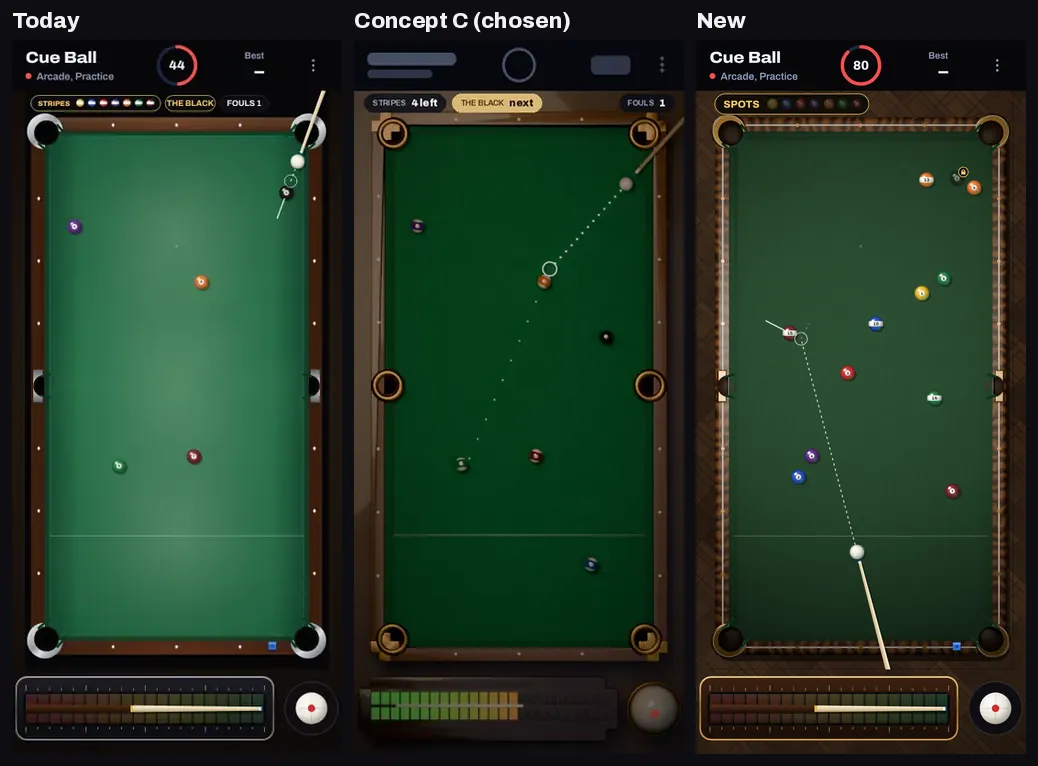 Today
Cue Ball
Arcade, Practice
44
Best
STRIPES
THE BLACK
FOULS 1
Concept C (chosen)
STRIPES 4 left
THE BLACK next
FOULS 1
New
Cue Ball
Arcade, Practice
80
Best
SPOTS